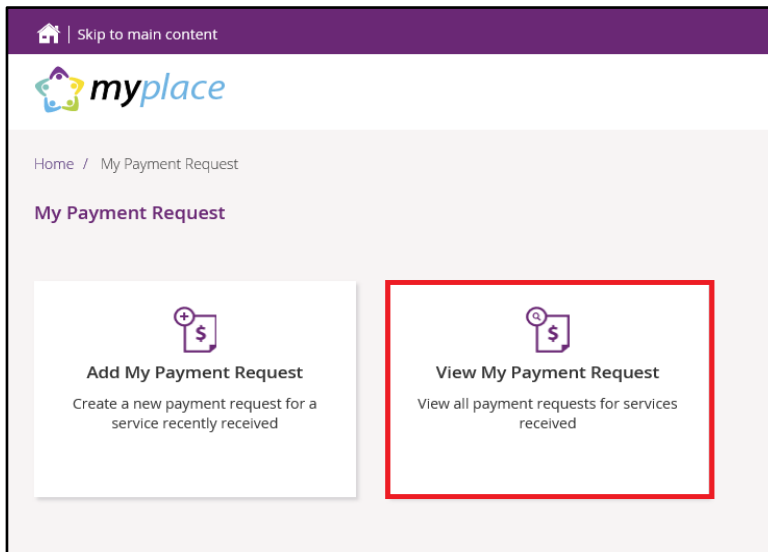 | Skip to main content
myplace
Home / My Payment Request
My Payment Request
$
Add My Payment Request
Create a new payment request for a
service recently received
$
View My Payment Request
View all payment requests for services
received